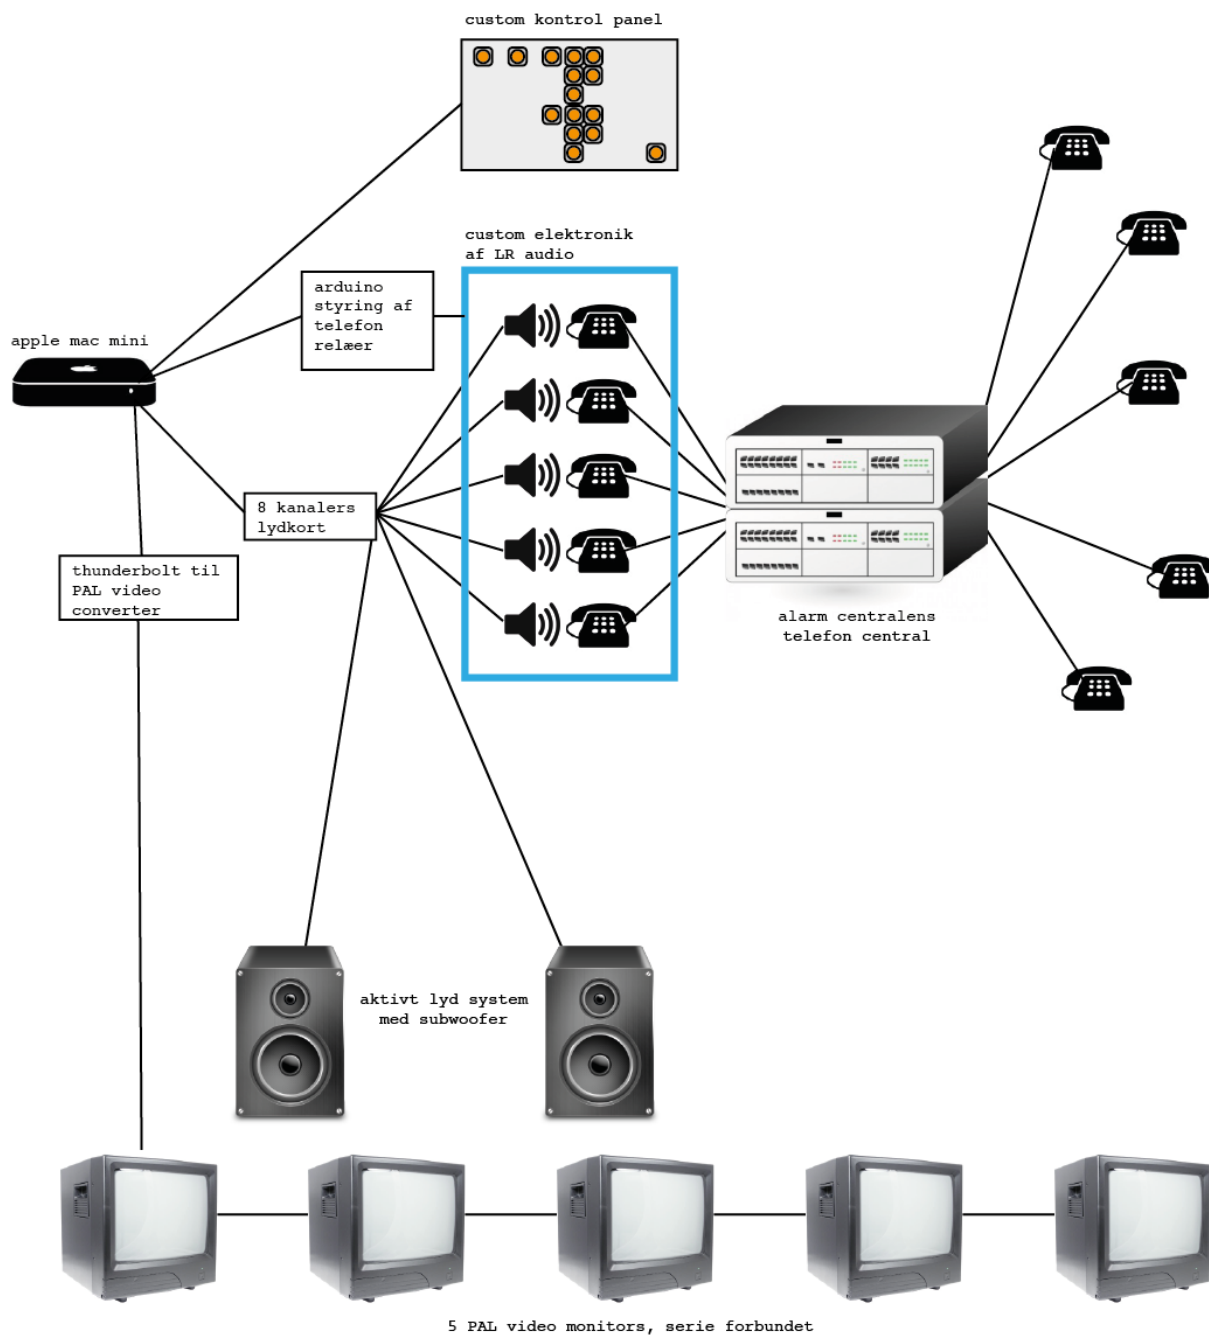 custom kontrol panel
custom elektronik
af LR audio
arduino
styring af
telefon
relæer
apple mac mini
8 kanalers
lydkort
thunderbolt til
PAL video
converter
alarm centralens
telefon central
aktivt lyd system
med subwoofer
5 PAL video monitors, serie forbundet